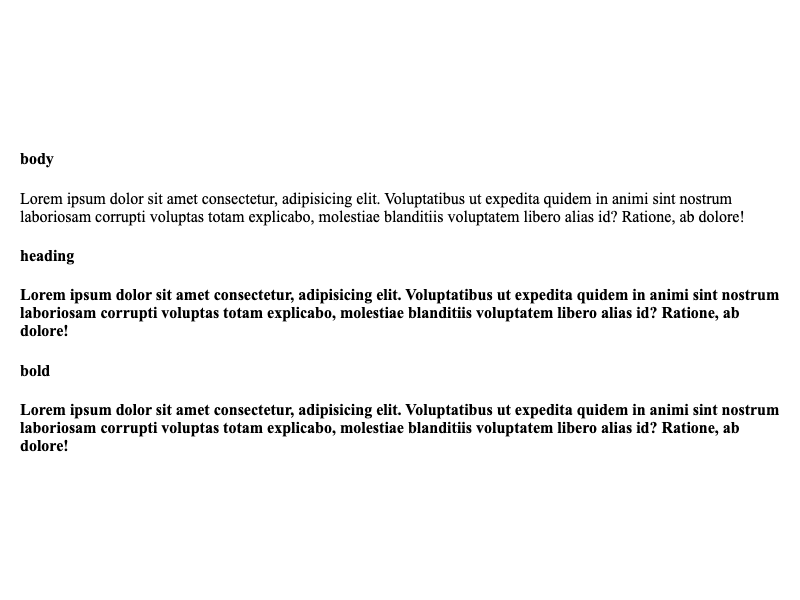 body
Lorem ipsum dolor sit amet consectetur, adipisicing elit. Voluptatibus ut expedita quidem in animi sint nostrum
laboriosam corrupti voluptas totam explicabo, molestiae blanditiis voluptatem libero alias id? Ratione, ab dolore!
heading
Lorem ipsum dolor sit amet consectetur, adipisicing elit. Voluptatibus ut expedita quidem in animi sint nostrum
laboriosam corrupti voluptas totam explicabo, molestiae blanditiis voluptatem libero alias id? Ratione, ab
dolore!
bold
Lorem ipsum dolor sit amet consectetur, adipisicing elit. Voluptatibus ut expedita quidem in animi sint nostrum
laboriosam corrupti voluptas totam explicabo, molestiae blanditiis voluptatem libero alias id? Ratione, ab
dolore!